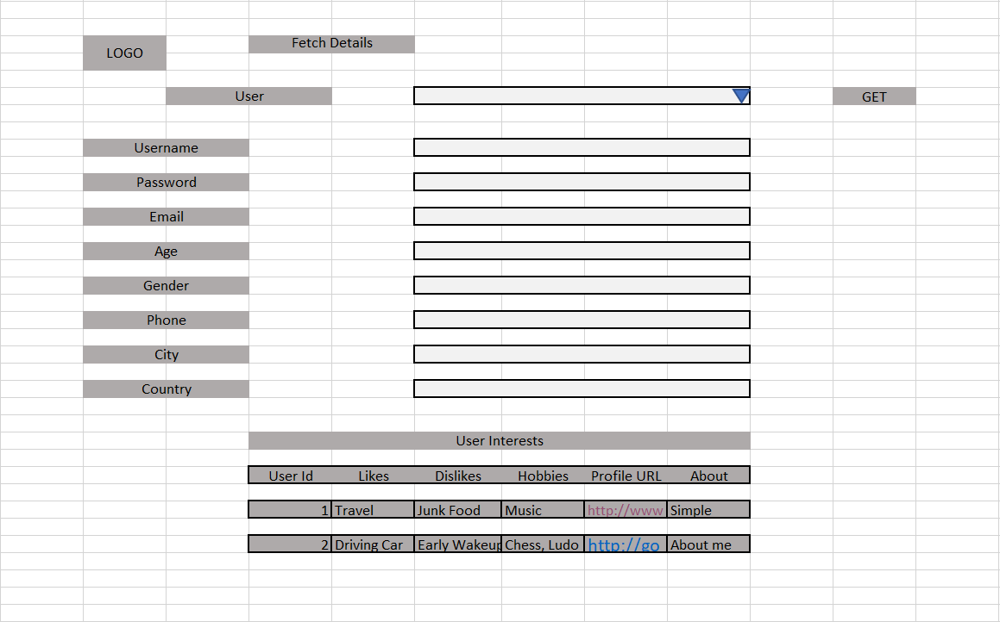 LOGO
Fetch Details
User
GET
Username
Password
Email
Age
Gender
Phone
City
Country
User Interests
User Id Likes Dislikes Hobbies Profile URL About
1 Travel Junk Food Music http://www Simple
2 Driving Car Early Wakeup Chess, Ludo http://go About me